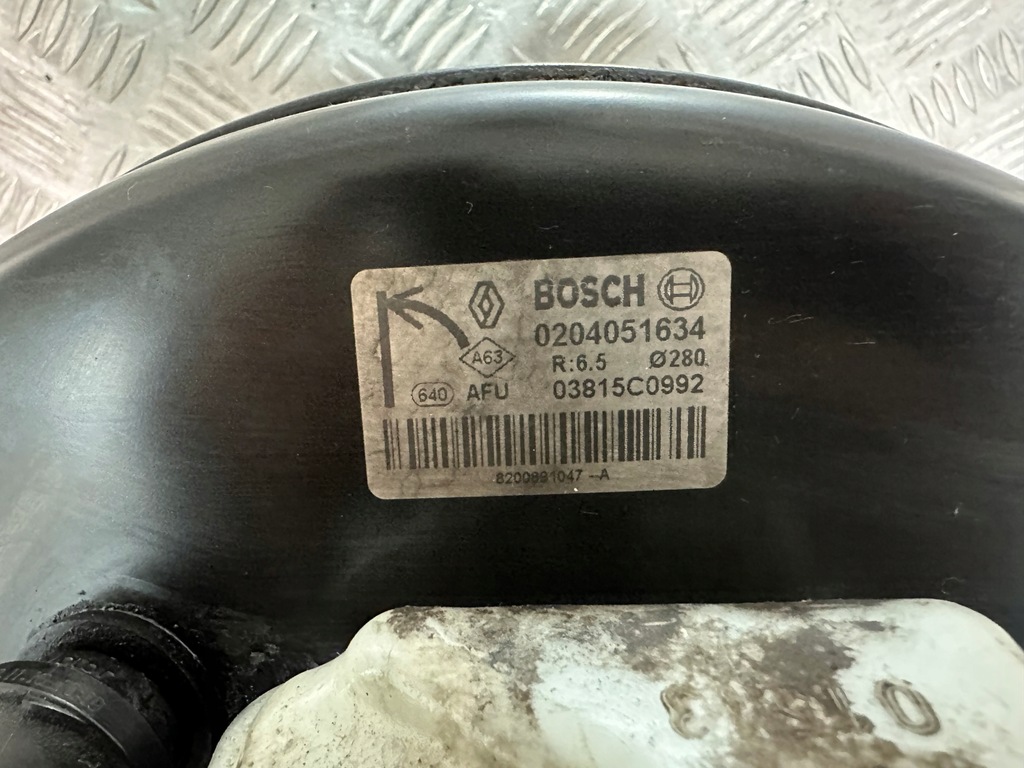 BOSCH
0204051634
A63
R:6.5 Ø280
640 AFU 03815C0992
8200891047--A